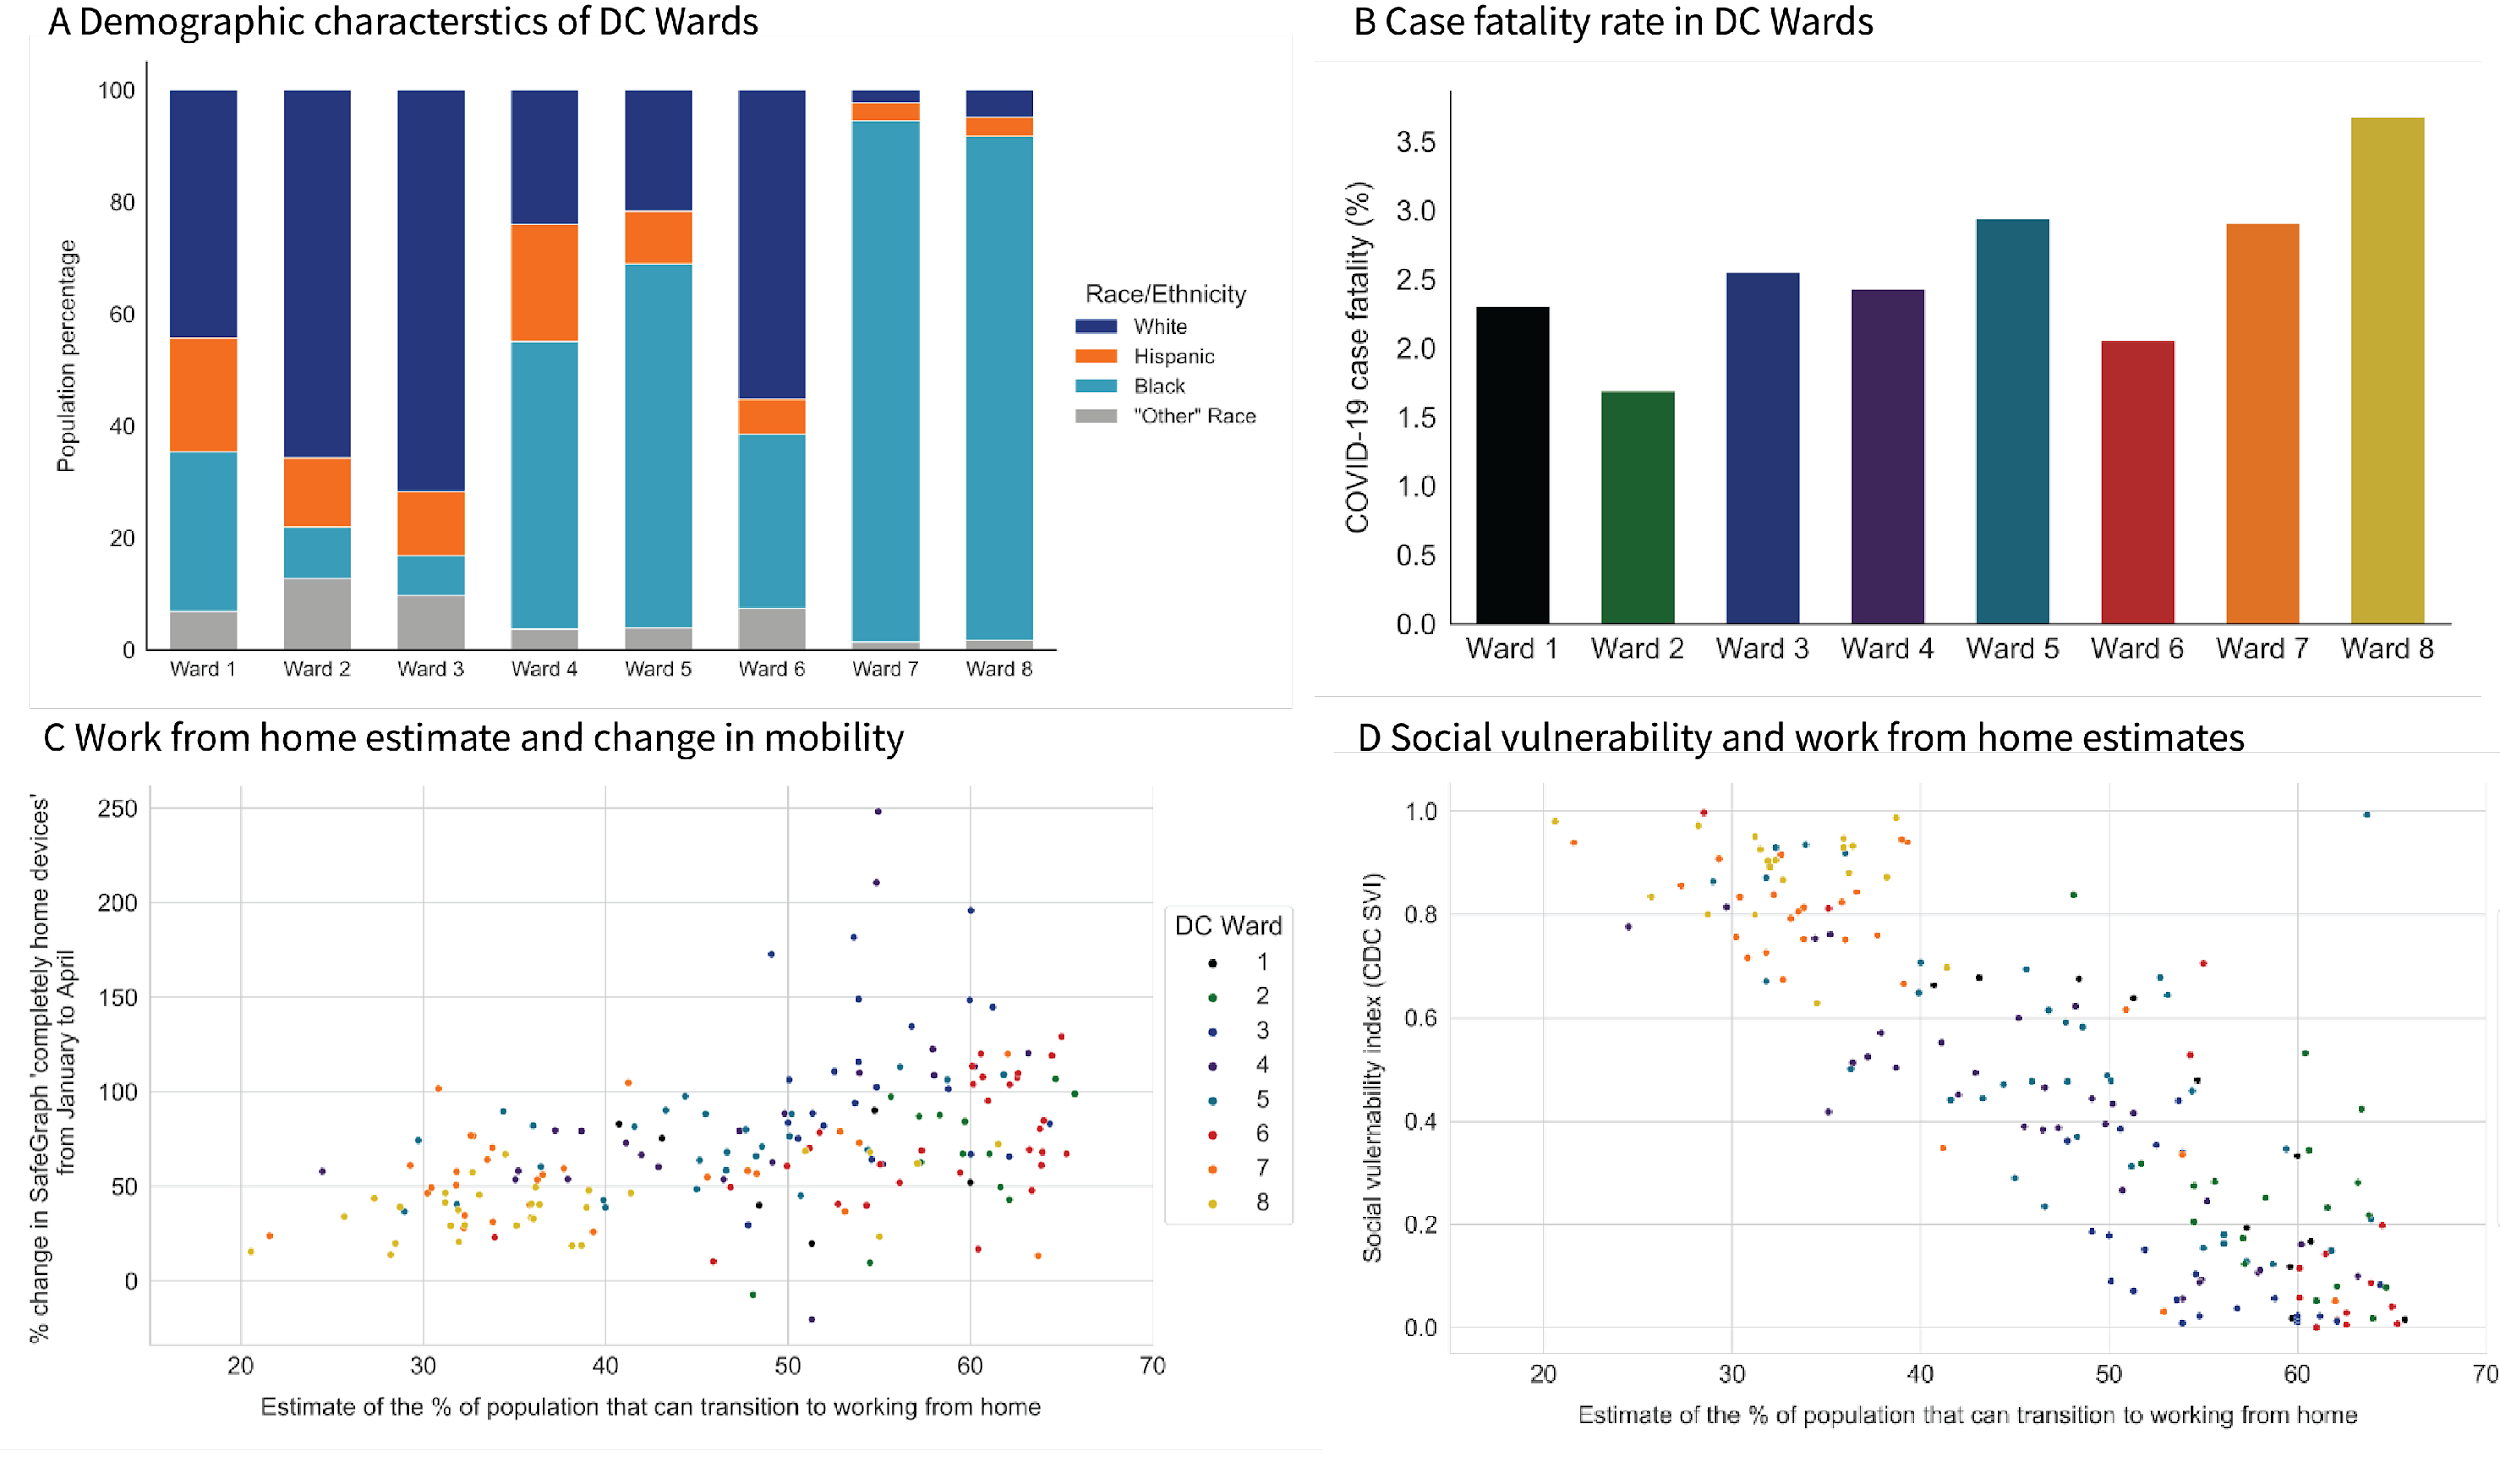 A Demographic characterstics of DC Wards
100
80
60
40
20
0
Population percentage
Ward 1 Ward 2 Ward 3 Ward 4 Ward 5 Ward 6 Ward 7 Ward 8
Race/Ethnicity
White
Hispanic
Black
"Other" Race
B Case fatality rate in DC Wards
3.5
3.0
2.5
2.0
1.5
1.0
0.5
0.0
COVID-19 case fatality (%)
Ward 1 Ward 2 Ward 3 Ward 4 Ward 5 Ward 6 Ward 7 Ward 8
C Work from home estimate and change in mobility
% change in SafeGraph 'completely home devices'
from January to April
250
200
150
100
50
0
20 30 40 50 60 70
Estimate of the % of population that can transition to working from home
DC Ward
1
2
3
4
5
6
7
8
D Social vulnerability and work from home estimates
Social vulernability index (CDC SVI)
1.0
0.8
0.6
0.4
0.2
0.0
20 30 40 50 60 70
Estimate of the % of population that can transition to working from home